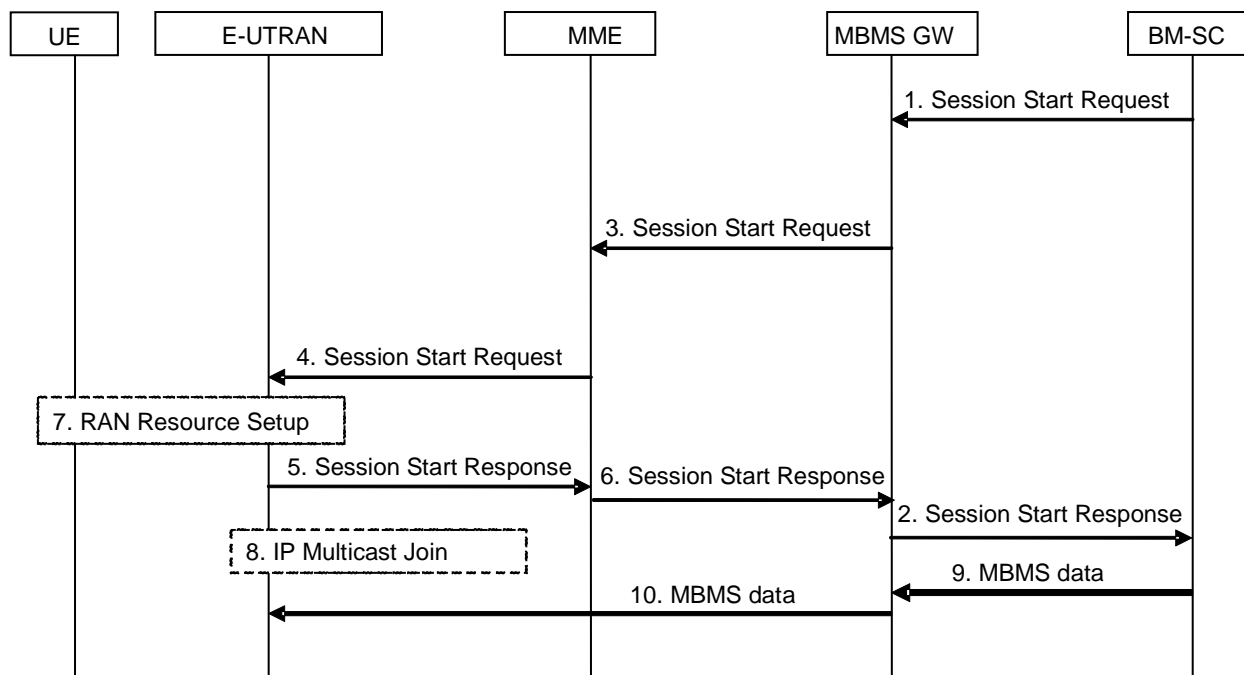 UE
E-UTRAN
MME
MBMS GW
BM-SC
1. Session Start Request
3. Session Start Request
4. Session Start Request
7. RAN Resource Setup
5. Session Start Response
6. Session Start Response
2. Session Start Response
8. IP Multicast Join
9. MBMS data
10. MBMS data